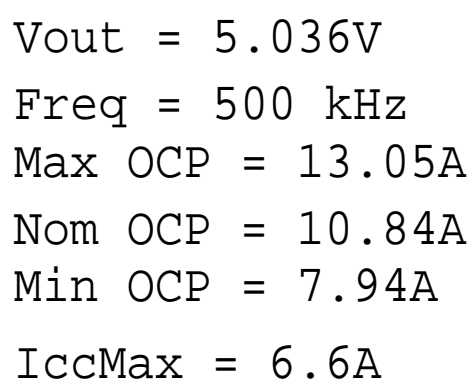 Vout = 5.036V
Freq = 500 kHz
Max OCP = 13.05A
Nom OCP = 10.84A
Min OCP = 7.94A
IccMax = 6.6A